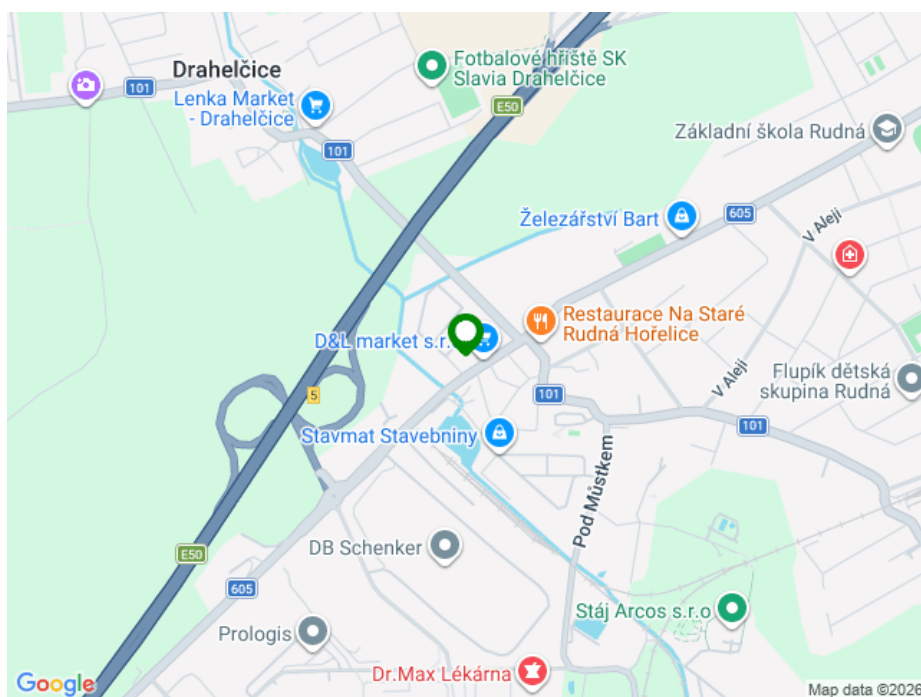 Fotbalové hřiště SK
Slavia Drahelčice
Drahelčice
101
Lenka Market
- Drahelčice
E50
101
Základní škola Rudná
605
Železářství Bart
V Aleji
Restaurace Na Staré
Rudná Hořelice
D&L market s.r.
Flupík dětská
skupina Rudná
V Aleji
5
101
101
Stavmat Stavebniny
Pod Můstkem
DB Schenker
E50
605
Stáj Arcos s.r.o
Prologis
Dr.Max Lékárna
Google
Map data ©2026